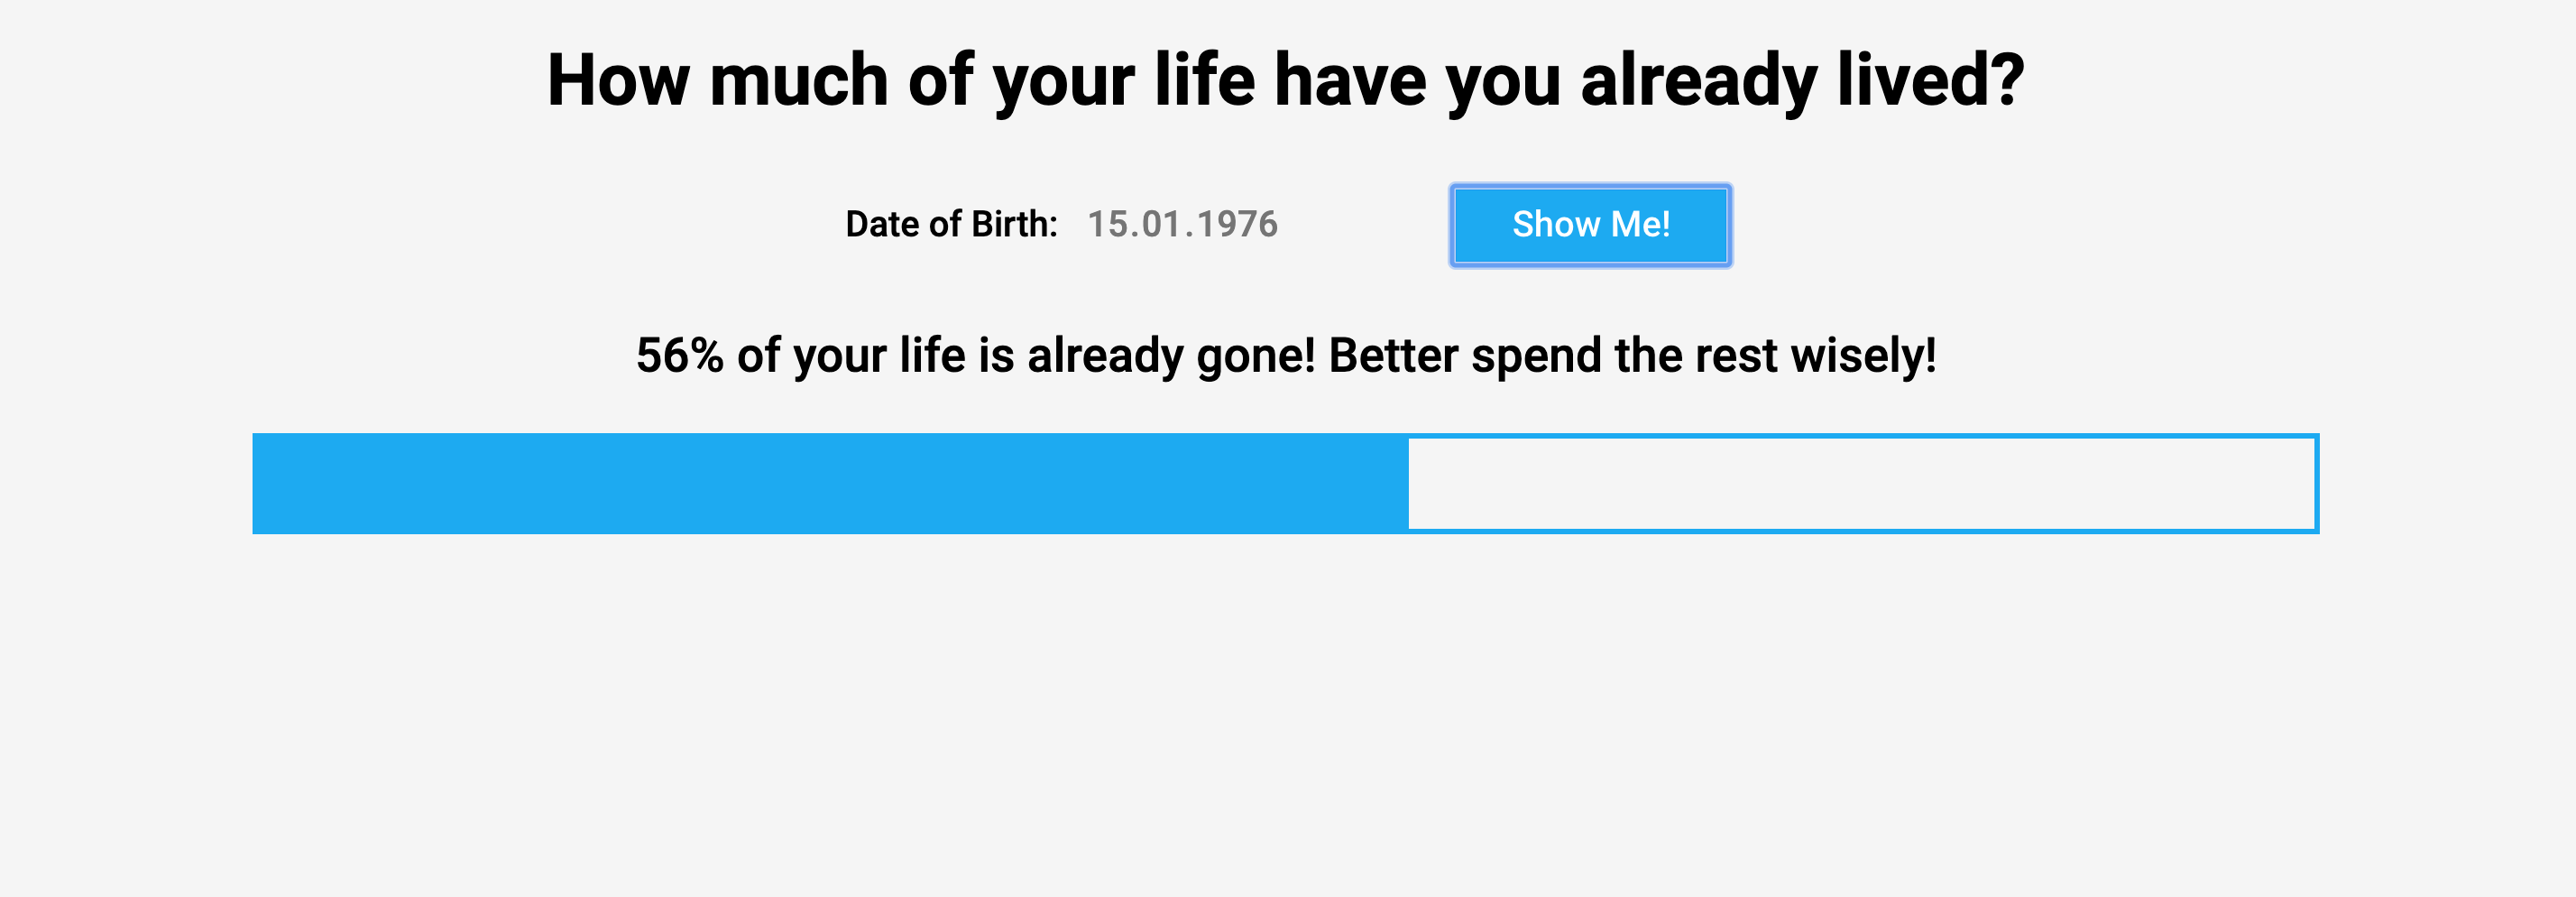 How much of your life have you already lived?
Date of Birth: 15.01.1976 Show Me!
56% of your life is already gone! Better spend the rest wisely!